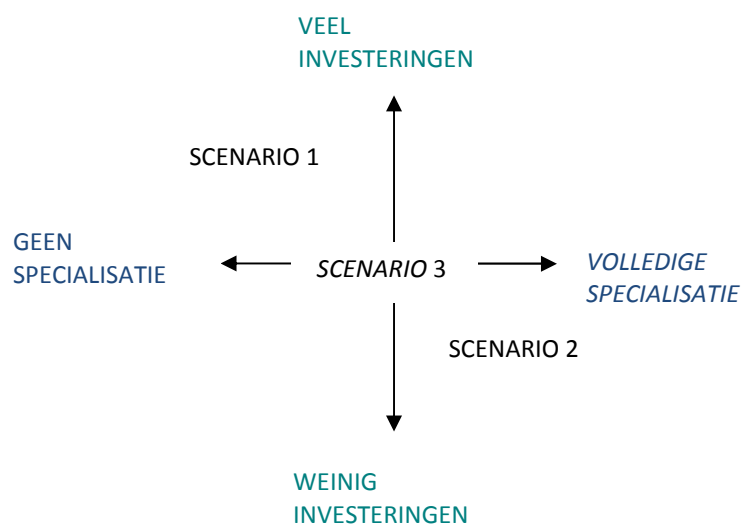 VEEL
INVESTERINGEN
SCENARIO 1
GEEN
SPECIALISATIE
SCENARIO 3
VOLLEDIGE
SPECIALISATIE
SCENARIO 2
WEINIG
INVESTERINGEN